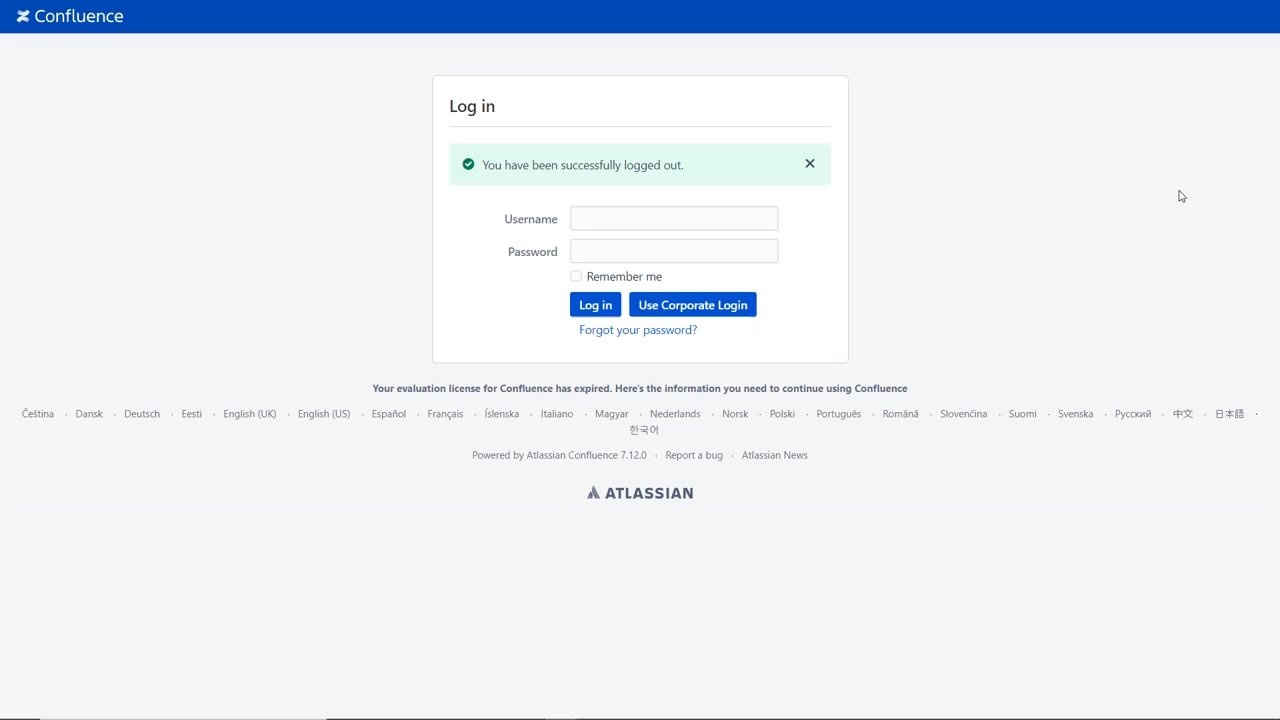 Confluence
Log in
You have been successfully logged out.
Username
Password
Remember me
Log in Use Corporate Login
Forgot your password?
Your evaluation license for Confluence has expired. Here's the information you need to continue using Confluence
Čeština · Dansk · Deutsch · Eesti · English (UK) · English (US) · Español · Français · Íslenska · Italiano · Magyar · Nederlands · Norsk · Polski · Português · Română · Slovenčina · Suomi · Svenska · Русский · 中文 · 日本語 ·
한국어
Powered by Atlassian Confluence 7.12.0 · Report a bug · Atlassian News
ATLASSIAN